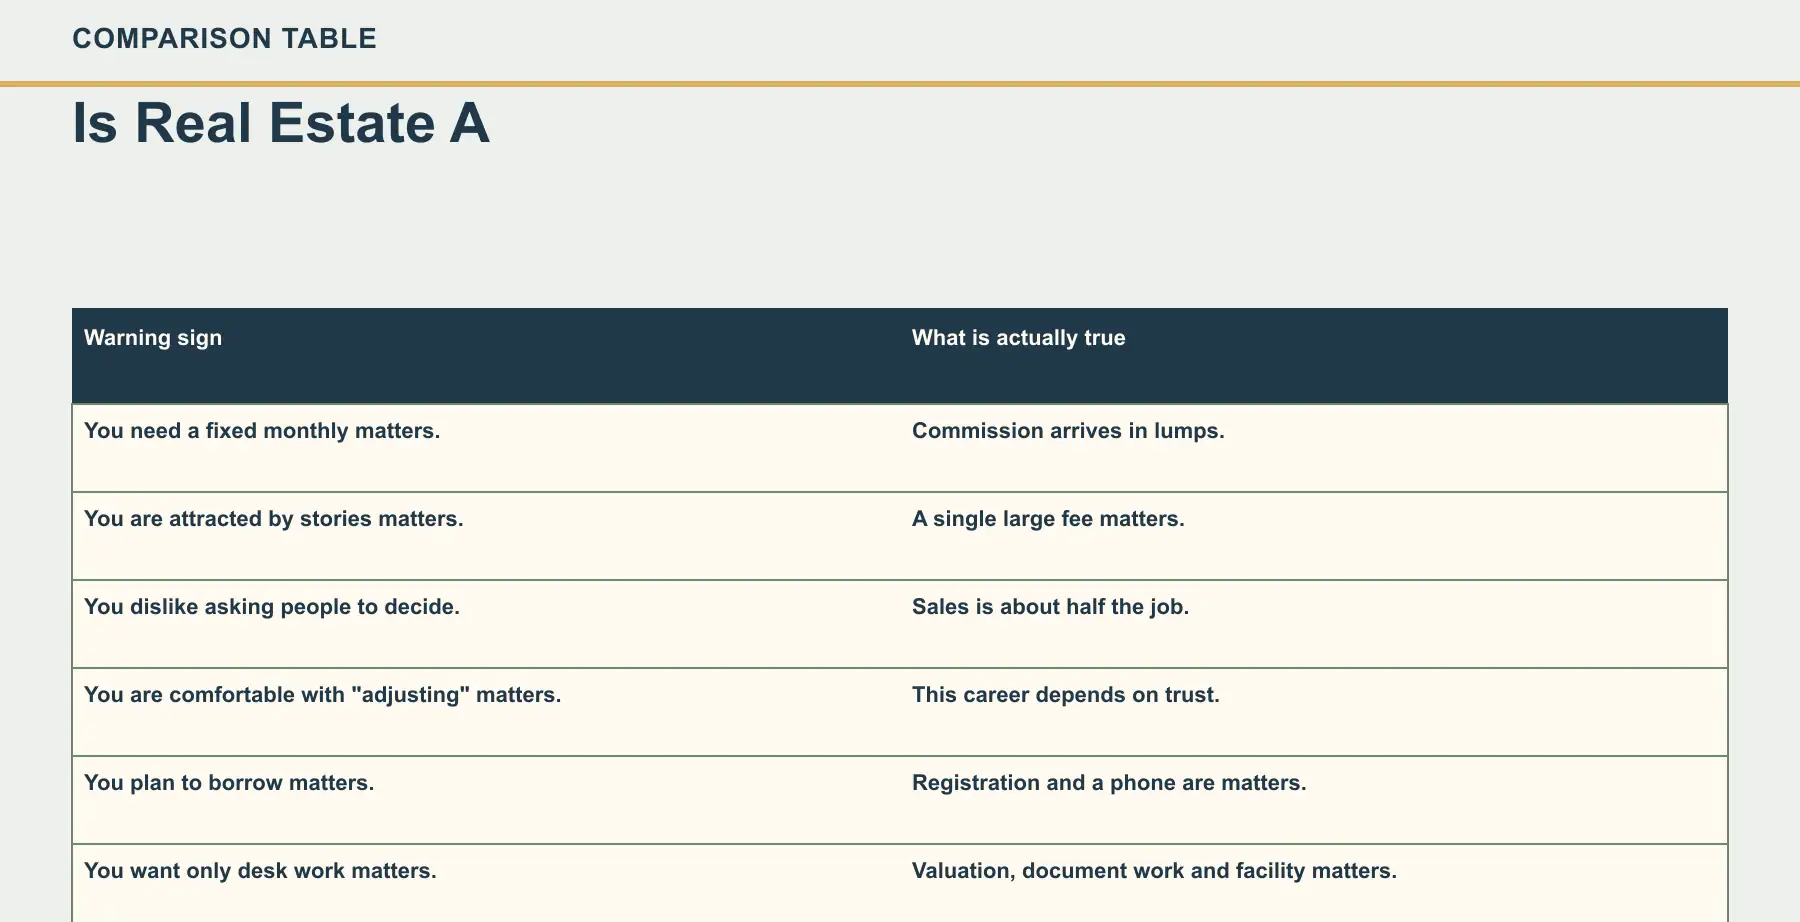 COMPARISON TABLE
Is Real Estate A
Warning sign What is actually true
You need a fixed monthly matters. Commission arrives in lumps.
You are attracted by stories matters. A single large fee matters.
You dislike asking people to decide. Sales is about half the job.
You are comfortable with "adjusting" matters. This career depends on trust.
You plan to borrow matters. Registration and a phone are matters.
You want only desk work matters. Valuation, document work and facility matters.